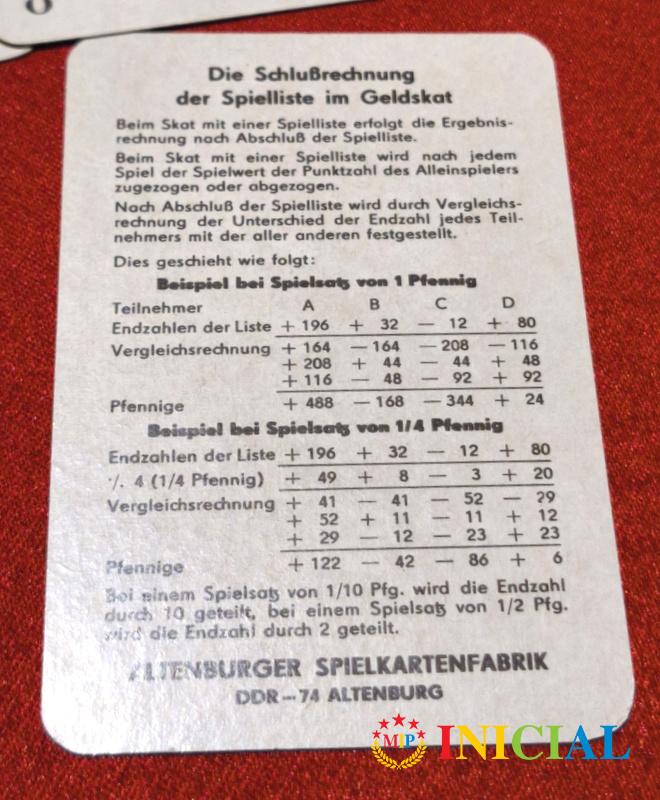 Die Schlußrechnung
der Spielliste im Geldskat
Beim Skat mit einer Spielliste erfolgt die Ergebnis-
rechnung nach Abschluß der Spielliste.
Beim Skat mit einer Spielliste wird nach jedem
Spiel der Spielwert der Punktzahl des Alleinspielers
zugezogen oder abgezogen.
Nach Abschluß der Spielliste wird durch Vergleichs-
rechnung der Unterschied der Endzahl jedes Teil-
nehmers mit der aller anderen festgestellt.
Dies geschieht wie folgt:
Beispiel bei Spielsatz von 1 Pfennig
Teilnehmer A B C D
Endzahlen der Liste + 196 + 32 — 12 + 80
Vergleichsrechnung + 164 — 164 — 208 — 116
+ 208 + 44 — 44 + 48
+ 116 — 48 — 92 + 92
Pfennige + 488 — 168 — 344 + 24
Beispiel bei Spielsatz von 1/4 Pfennig
Endzahlen der Liste + 196 + 32 — 12 + 80
·/. 4 (1/4 Pfennig) + 49 + 8 — 3 + 20
Vergleichsrechnung + 41 — 41 — 52 — 29
+ 52 + 11 — 11 + 12
+ 29 — 12 — 23 + 23
Pfennige + 122 — 42 — 86 + 6
Bei einem Spielsatz von 1/10 Pfg. wird die Endzahl
durch 10 geteilt, bei einem Spielsatz von 1/2 Pfg.
wird die Endzahl durch 2 geteilt.
ALTENBURGER SPIELKARTENFABRIK
DDR — 74 ALTENBURG
MIP INICIAL